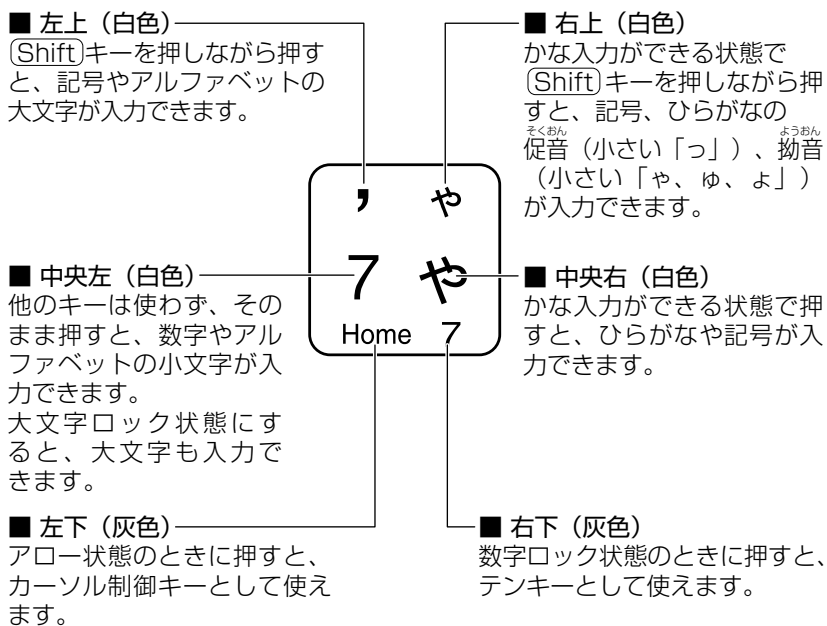 ■ 左上（白色）
Shiftキーを押しながら押す
と、記号やアルファベットの
大文字が入力できます。
■ 右上（白色）
かな入力ができる状態で
Shiftキーを押しながら押
すと、記号、ひらがなの
そくおん ようおん
促音（小さい「っ」）、拗音
（小さい「ゃ、ゅ、ょ」）
が入力できます。
' ゃ
7 や
Home 7
■ 中央左（白色）
他のキーは使わず、その
まま押すと、数字やアル
ファベットの小文字が入
力できます。
大文字ロック状態にす
ると、大文字も入力で
きます。
■ 中央右（白色）
かな入力ができる状態で押
すと、ひらがなや記号が入
力できます。
■ 左下（灰色）
アロー状態のときに押すと、
カーソル制御キーとして使え
ます。
■ 右下（灰色）
数字ロック状態のときに押すと、
テンキーとして使えます。